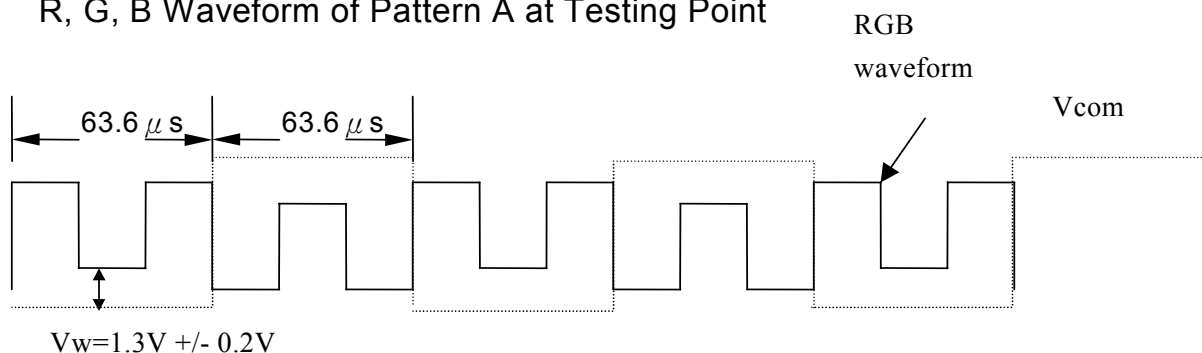 R, G, B Waveform of Pattern A at Testing Point
RGB
waveform
Vcom
63.6 μ s
63.6 μ s
Vw=1.3V +/- 0.2V